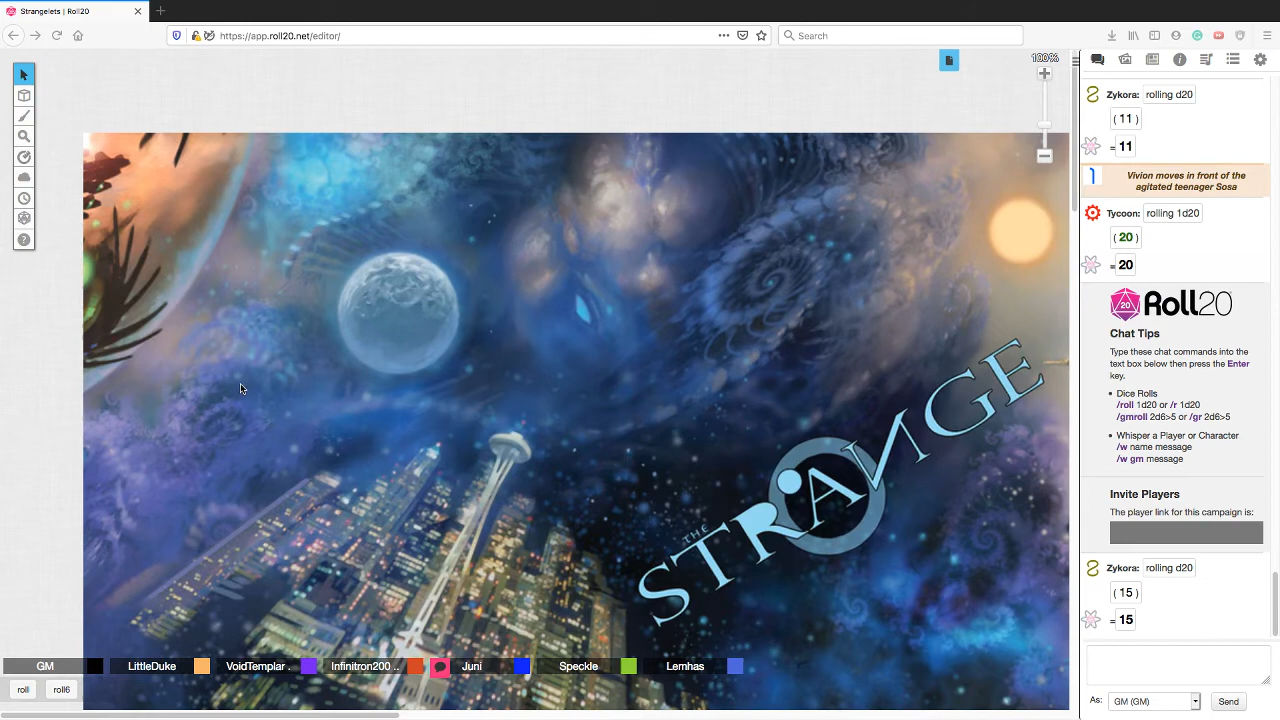 Strangelets | Roll20
https://app.roll20.net/editor/
Search
100%
Zykora: rolling d20
( 11 )
= 11
Vivion moves in front of the
agitated teenager Sosa
Tycoon: rolling 1d20
( 20 )
= 20
20 Roll20
Chat Tips
Type these chat commands into the
text box below then press the Enter
key.
• Dice Rolls
/roll 1d20 or /r 1d20
/gmroll 2d6>5 or /gr 2d6>5
• Whisper a Player or Character
/w name message
/w gm message
Invite Players
The player link for this campaign is:
Zykora: rolling d20
( 15 )
= 15
THE
STRANGE
GM
LittleDuke
VoidTemplar .
Infinitron200 ..
Juni
Speckle
Lemhas
roll
roll6
As: GM (GM) Send